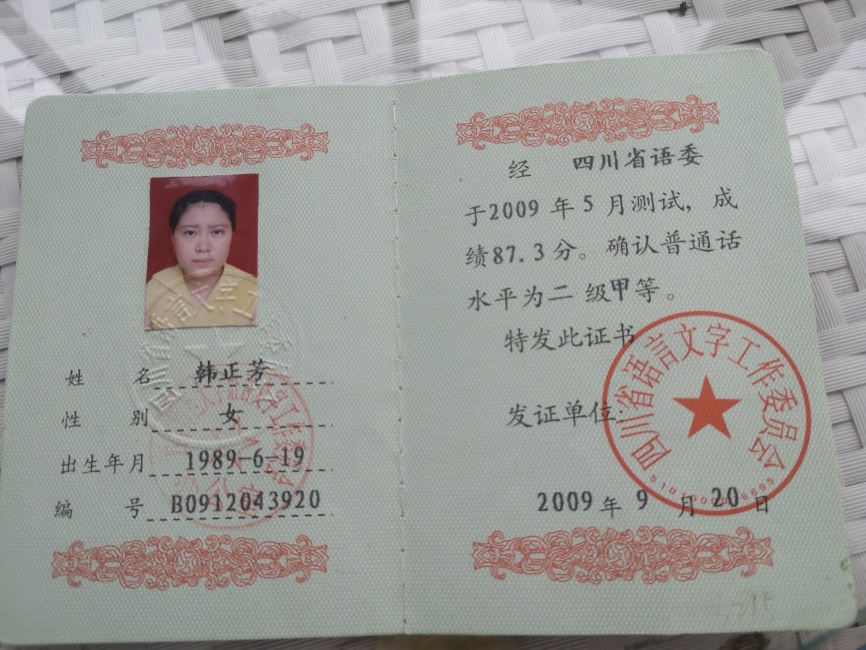 姓 名 韩正芳
性 别 女
出生年月 1989-6-19
编 号 B0912043920
经 四川省语委
于2009 年 5 月测试，成
绩87.3分。确认普通话
水平为二 级甲等。
特发此证书
发证单位：
四川省语言文字工作委员会
2009 年 9 月 20 日